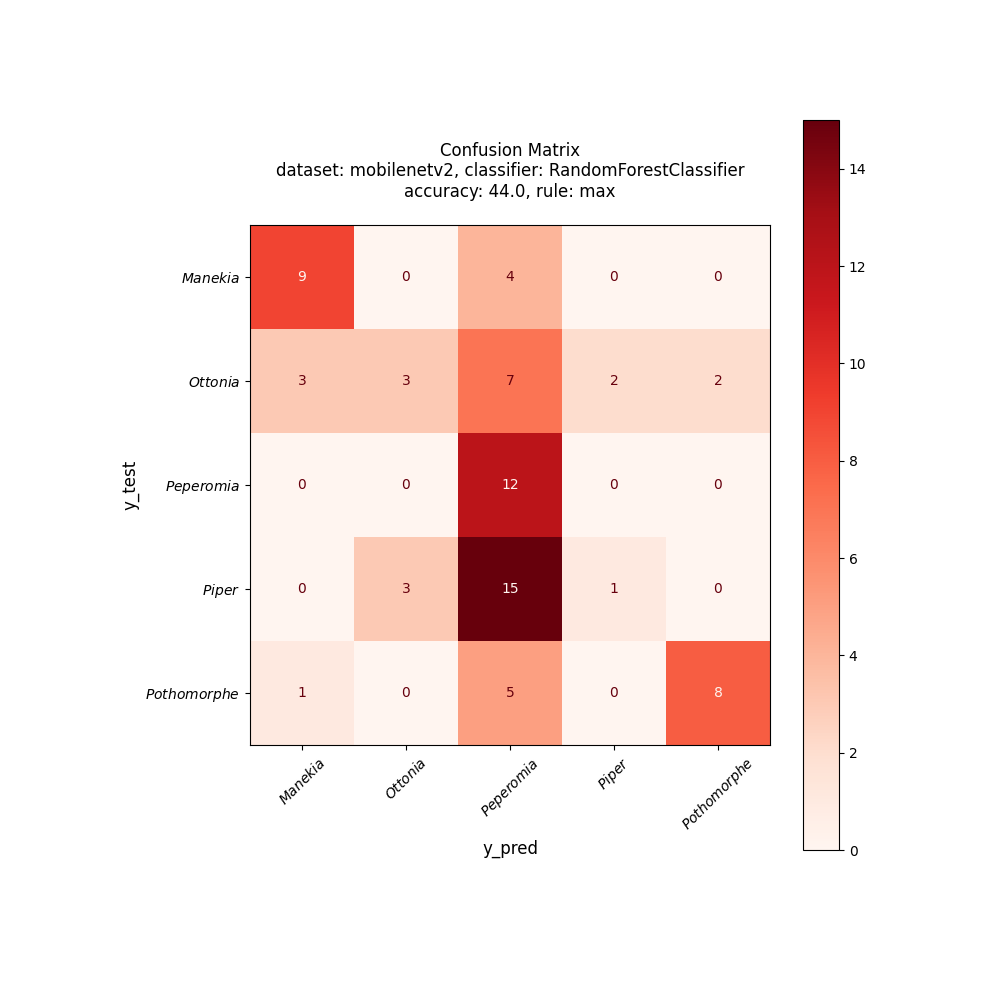 Confusion Matrix
dataset: mobilenetv2, classifier: RandomForestClassifier
accuracy: 44.0, rule: max
Manekia 9 0 4 0 0
Ottonia 3 3 7 2 2
Peperomia 0 0 12 0 0
Piper 0 3 15 1 0
Pothomorphe 1 0 5 0 8
y_test
Manekia Ottonia Peperomia Piper Pothomorphe
y_pred
14
12
10
8
6
4
2
0